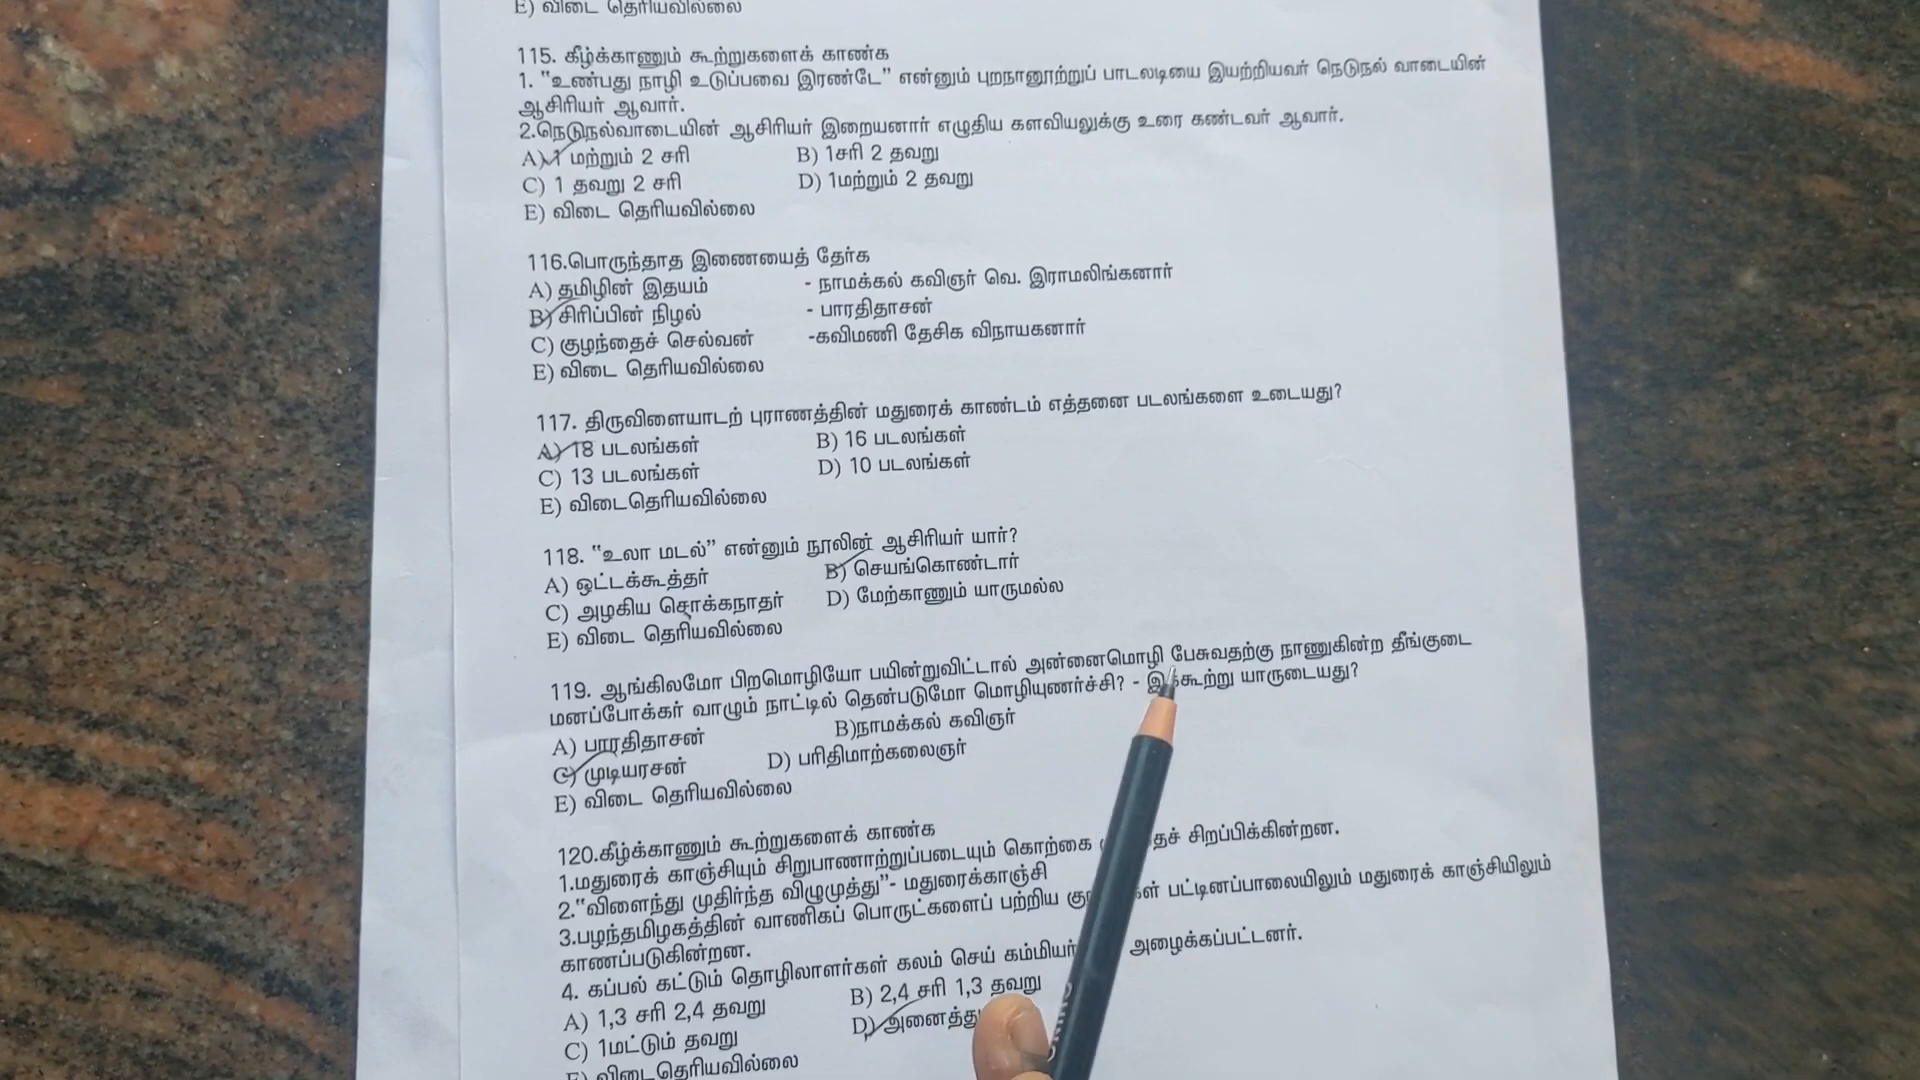 E) விடை தெரியவில்லை
115. கீழ்க்காணும் கூற்றுகளைக் காண்க
1. “உண்பது நாழி உடுப்பவை இரண்டே” என்னும் புறநானூற்றுப் பாடலடியை இயற்றியவர் நெடுநல் வாடையின்
ஆசிரியர் ஆவார்.
2.நெடுநல்வாடையின் ஆசிரியர் இறையனார் எழுதிய களவியலுக்கு உரை கண்டவர் ஆவார்.
A) 1 மற்றும் 2 சரி B) 1சரி 2 தவறு
C) 1 தவறு 2 சரி D) 1மற்றும் 2 தவறு
E) விடை தெரியவில்லை
116.பொருந்தாத இணையைத் தேர்க
A) தமிழின் இதயம் - நாமக்கல் கவிஞர் வெ. இராமலிங்கனார்
B) சிரிப்பின் நிழல் - பாரதிதாசன்
C) குழந்தைச் செல்வன் -கவிமணி தேசிக விநாயகனார்
E) விடை தெரியவில்லை
117. திருவிளையாடற் புராணத்தின் மதுரைக் காண்டம் எத்தனை படலங்களை உடையது?
A) 18 படலங்கள் B) 16 படலங்கள்
C) 13 படலங்கள் D) 10 படலங்கள்
E) விடைதெரியவில்லை
118. “உலா மடல்” என்னும் நூலின் ஆசிரியர் யார்?
A) ஒட்டக்கூத்தர் B) செயங்கொண்டார்
C) அழகிய சொக்கநாதர் D) மேற்காணும் யாருமல்ல
E) விடை தெரியவில்லை
119. ஆங்கிலமோ பிறமொழியோ பயின்றுவிட்டால் அன்னைமொழி பேசுவதற்கு நாணுகின்ற தீங்குடை
மனப்போக்கர் வாழும் நாட்டில் தென்படுமோ மொழியுணர்ச்சி? - இக்கூற்று யாருடையது?
A) பாரதிதாசன் B)நாமக்கல் கவிஞர்
C) முடியரசன் D) பரிதிமாற்கலைஞர்
E) விடை தெரியவில்லை
120.கீழ்க்காணும் கூற்றுகளைக் காண்க
1.மதுரைக் காஞ்சியும் சிறுபாணாற்றுப்படையும் கொற்கை சிறப்பிக்கின்றன.
2.“விளைந்து முதிர்ந்த விழுமுத்து”- மதுரைக்காஞ்சி
3.பழந்தமிழகத்தின் வாணிகப் பொருட்களைப் பற்றிய பட்டினப்பாலையிலும் மதுரைக் காஞ்சியிலும்
காணப்படுகின்றன.
4. கப்பல் கட்டும் தொழிலாளர்கள் கலம் செய் கம்மியர் அழைக்கப்பட்டனர்.
A) 1,3 சரி 2,4 தவறு B) 2,4 சரி 1,3 தவறு
C) 1மட்டும் தவறு D) அனைத்து
E) விடைதெரியவில்லை